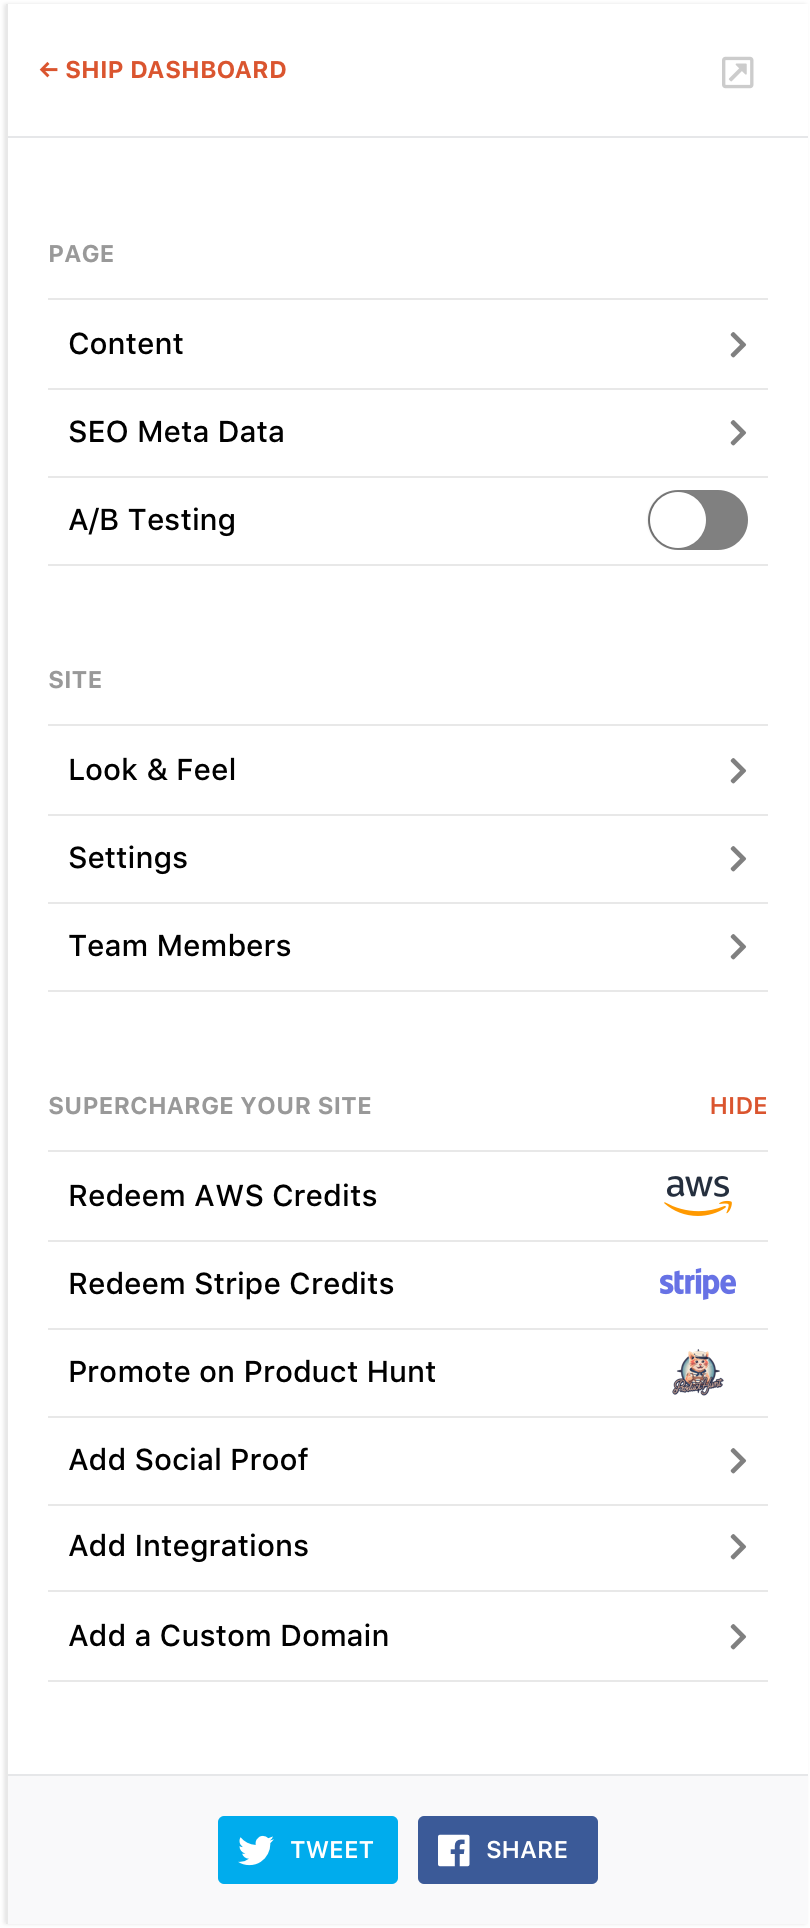 ← SHIP DASHBOARD
PAGE
Content
SEO Meta Data
A/B Testing
SITE
Look & Feel
Settings
Team Members
SUPERCHARGE YOUR SITE HIDE
Redeem AWS Credits aws
Redeem Stripe Credits stripe
Promote on Product Hunt
Add Social Proof
Add Integrations
Add a Custom Domain
TWEET SHARE